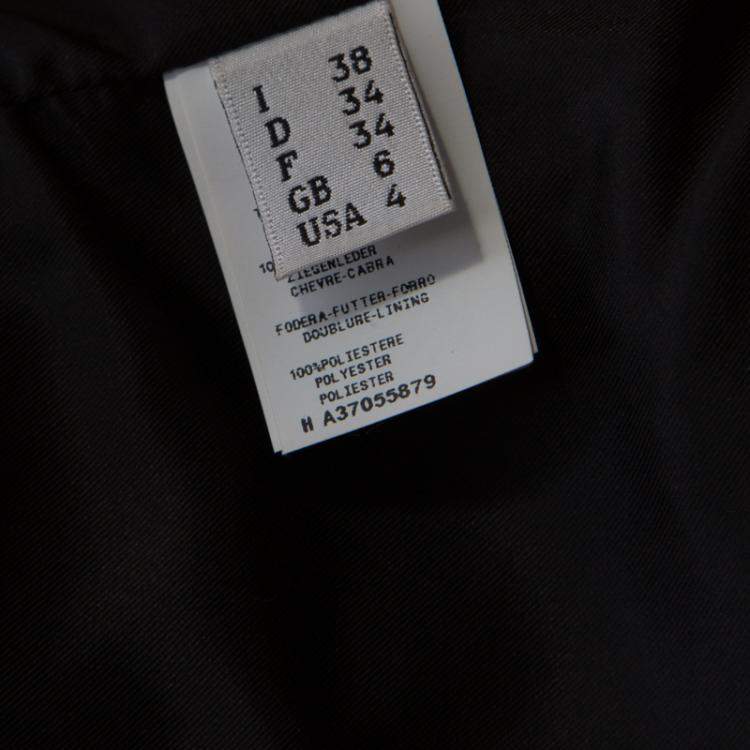 I 38
D 34
F 34
GB 6
USA 4
10
ZIEGENLEDER
CHEVRE-CABRA
FODERA-FUTTER-FORRO
DOUBLURE-LINING
100%POLIESTERE
POLYESTER
POLIESTER
H A37055879